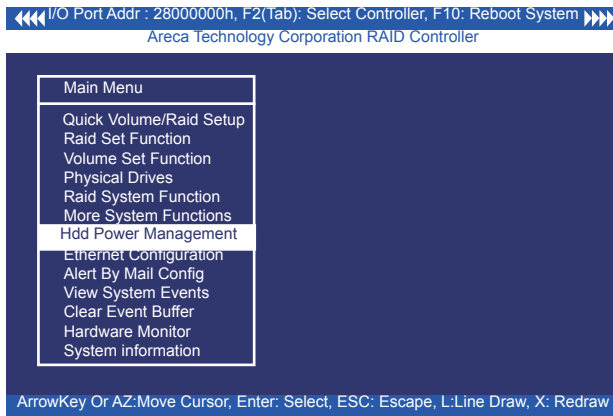 I/O Port Addr : 28000000h, F2(Tab): Select Controller, F10: Reboot System
Areca Technology Corporation RAID Controller
Main Menu
Quick Volume/Raid Setup
Raid Set Function
Volume Set Function
Physical Drives
Raid System Function
More System Functions
Hdd Power Management
Ethernet Configuration
Alert By Mail Config
View System Events
Clear Event Buffer
Hardware Monitor
System information
ArrowKey Or AZ:Move Cursor, Enter: Select, ESC: Escape, L:Line Draw, X: Redraw